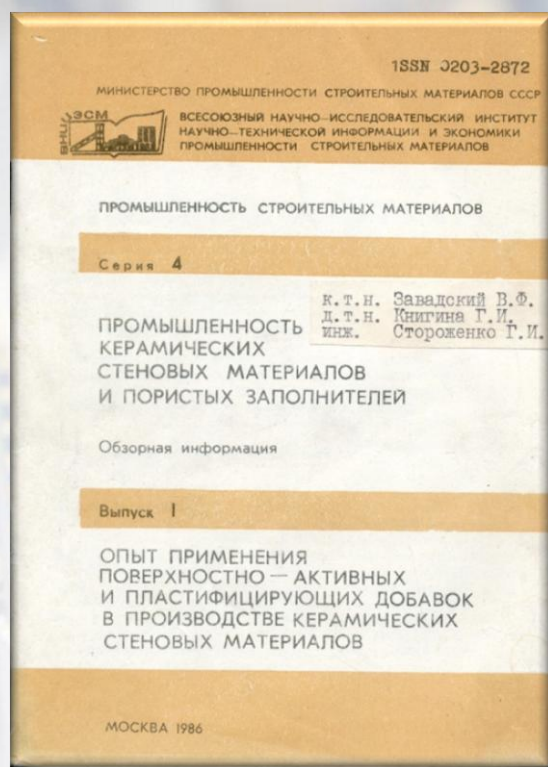 ISSN 0203-2872
МИНИСТЕРСТВО ПРОМЫШЛЕННОСТИ СТРОИТЕЛЬНЫХ МАТЕРИАЛОВ СССР
ВНИИЭСМ
ВСЕСОЮЗНЫЙ НАУЧНО-ИССЛЕДОВАТЕЛЬСКИЙ ИНСТИТУТ
НАУЧНО-ТЕХНИЧЕСКОЙ ИНФОРМАЦИИ И ЭКОНОМИКИ
ПРОМЫШЛЕННОСТИ СТРОИТЕЛЬНЫХ МАТЕРИАЛОВ
ПРОМЫШЛЕННОСТЬ СТРОИТЕЛЬНЫХ МАТЕРИАЛОВ
Серия 4
к.т.н. Завадский В.Ф.
д.т.н. Книгина Г.И.
инж. Стороженко Г.И.
ПРОМЫШЛЕННОСТЬ
КЕРАМИЧЕСКИХ
СТЕНОВЫХ МАТЕРИАЛОВ
И ПОРИСТЫХ ЗАПОЛНИТЕЛЕЙ
Обзорная информация
Выпуск I
ОПЫТ ПРИМЕНЕНИЯ
ПОВЕРХНОСТНО — АКТИВНЫХ
И ПЛАСТИФИЦИРУЮЩИХ ДОБАВОК
В ПРОИЗВОДСТВЕ КЕРАМИЧЕСКИХ
СТЕНОВЫХ МАТЕРИАЛОВ
МОСКВА 1986